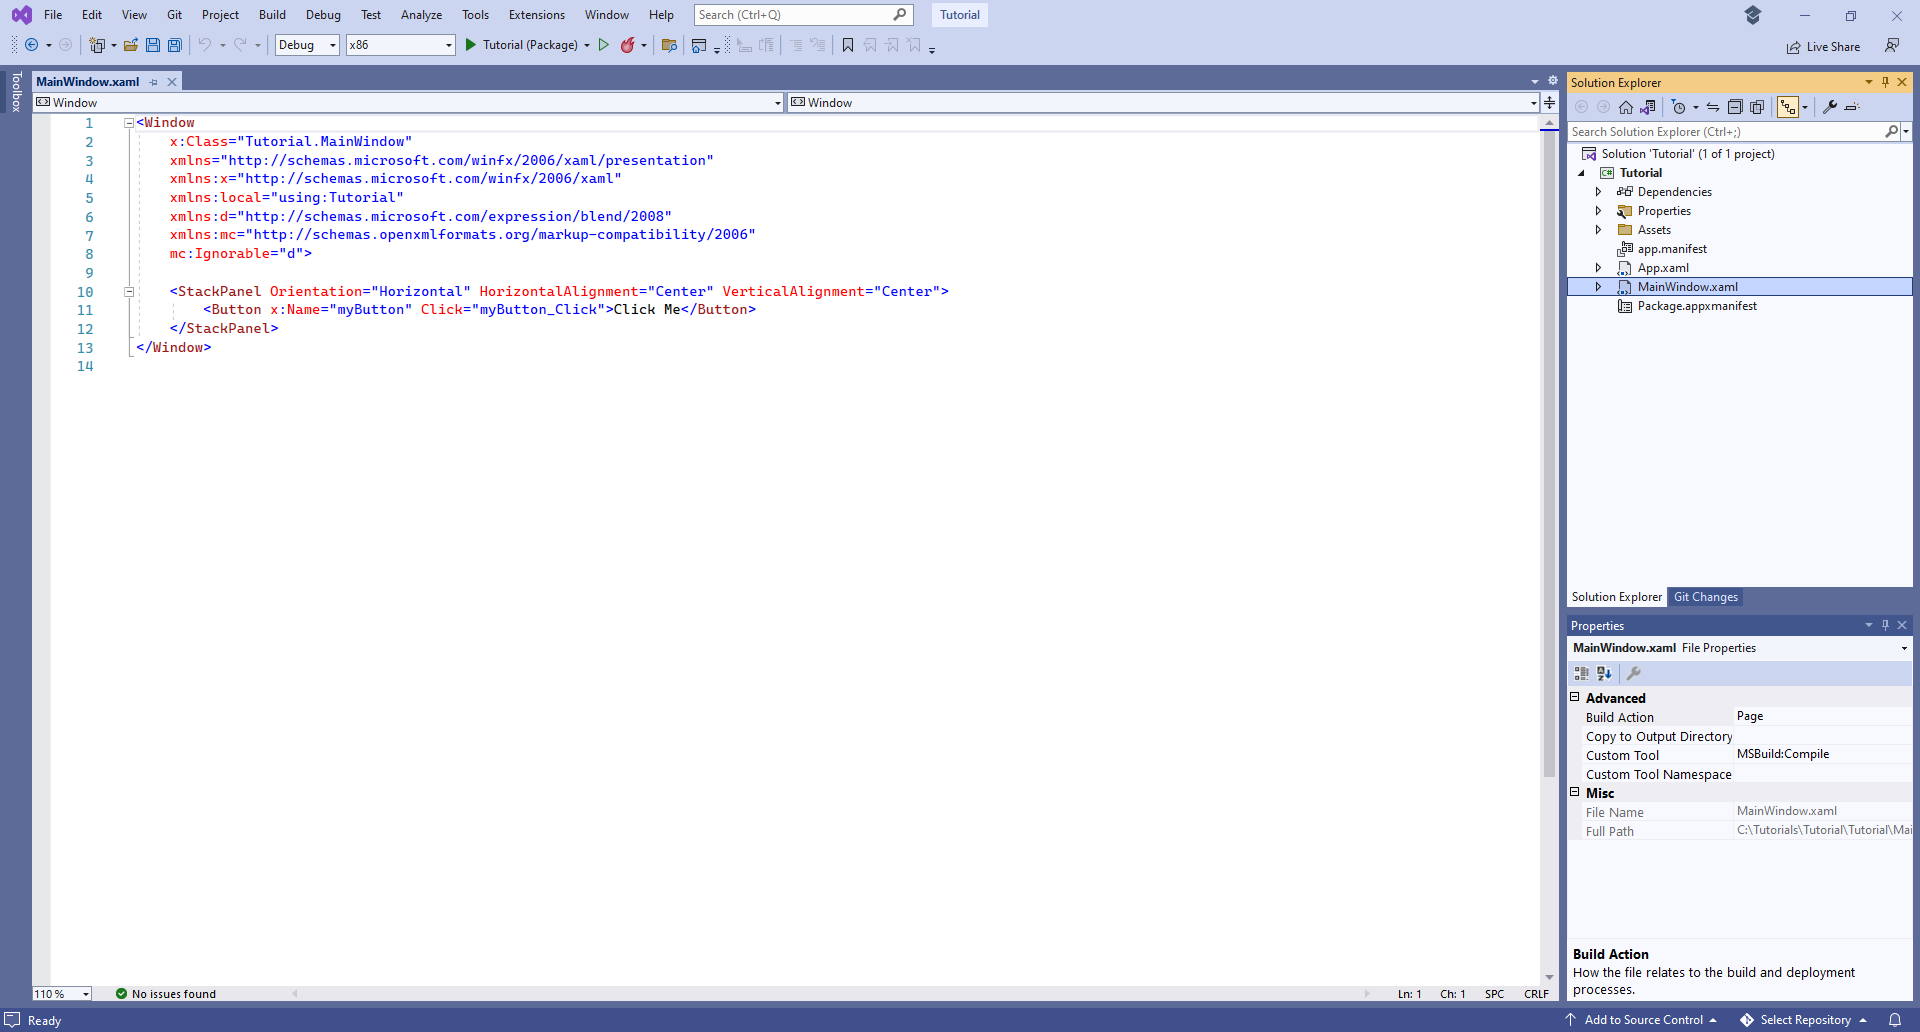 File Edit View Git Project Build Debug Test Analyze Tools Extensions Window Help Search (Ctrl+Q) Tutorial
Debug x86 Tutorial (Package) Live Share
Toolbox
MainWindow.xaml
Window Window
1 <Window
2 x:Class="Tutorial.MainWindow"
3 xmlns="http://schemas.microsoft.com/winfx/2006/xaml/presentation"
4 xmlns:x="http://schemas.microsoft.com/winfx/2006/xaml"
5 xmlns:local="using:Tutorial"
6 xmlns:d="http://schemas.microsoft.com/expression/blend/2008"
7 xmlns:mc="http://schemas.openxmlformats.org/markup-compatibility/2006"
8 mc:Ignorable="d">
9
10 <StackPanel Orientation="Horizontal" HorizontalAlignment="Center" VerticalAlignment="Center">
11 <Button x:Name="myButton" Click="myButton_Click">Click Me</Button>
12 </StackPanel>
13 </Window>
14
110 % No issues found Ln: 1 Ch: 1 SPC CRLF
Solution Explorer
Search Solution Explorer (Ctrl+;)
Solution 'Tutorial' (1 of 1 project)
C# Tutorial
Dependencies
Properties
Assets
app.manifest
App.xaml
MainWindow.xaml
Package.appxmanifest
Solution Explorer Git Changes
Properties
MainWindow.xaml File Properties
Advanced
Build Action Page
Copy to Output Directory
Custom Tool MSBuild:Compile
Custom Tool Namespace
Misc
File Name MainWindow.xaml
Full Path C:\Tutorials\Tutorial\Tutorial\Mai
Build Action
How the file relates to the build and deployment
processes.
Ready Add to Source Control Select Repository